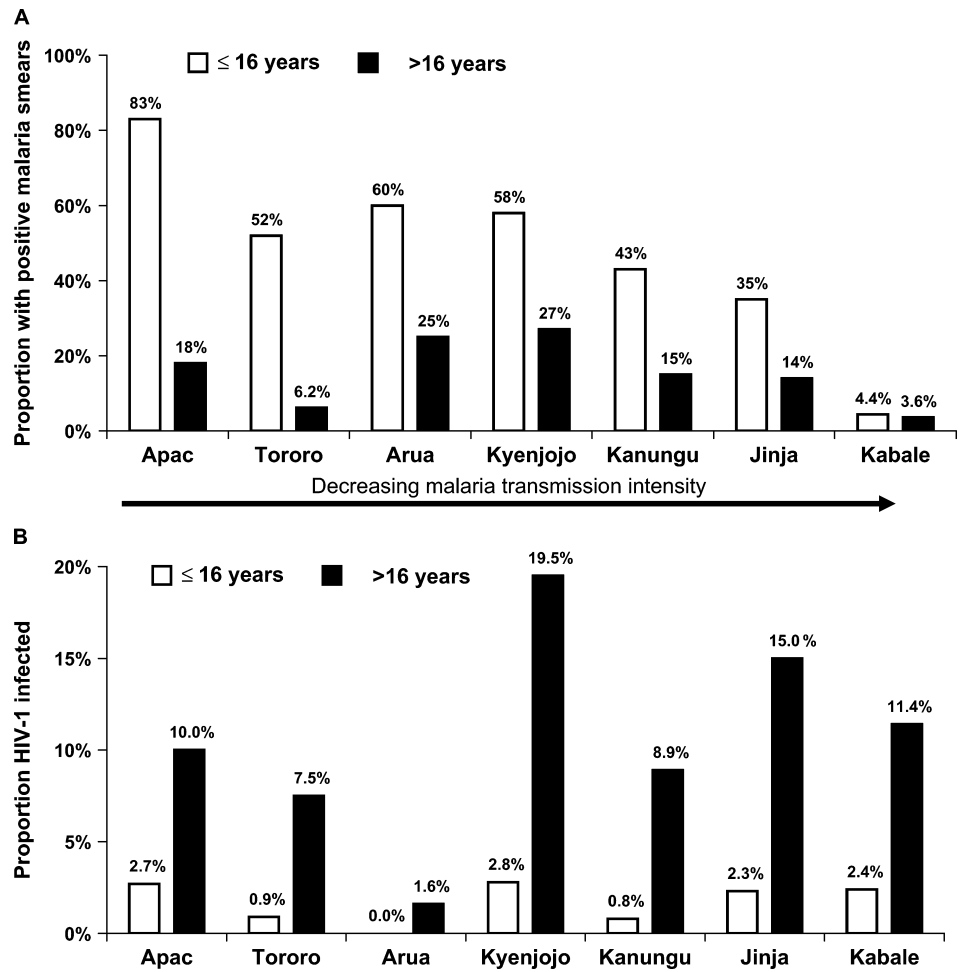 A
Proportion with positive malaria smears
≤ 16 years >16 years
100%
80%
60%
40%
20%
0%
83% 18%
52% 6.2%
60% 25%
58% 27%
43% 15%
35% 14%
4.4% 3.6%
Apac Tororo Arua Kyenjojo Kanungu Jinja Kabale
Decreasing malaria transmission intensity
B
Proportion HIV-1 infected
≤ 16 years >16 years
20%
15%
10%
5%
0%
2.7% 10.0%
0.9% 7.5%
0.0% 1.6%
2.8% 19.5%
0.8% 8.9%
2.3% 15.0 %
2.4% 11.4%
Apac Tororo Arua Kyenjojo Kanungu Jinja Kabale